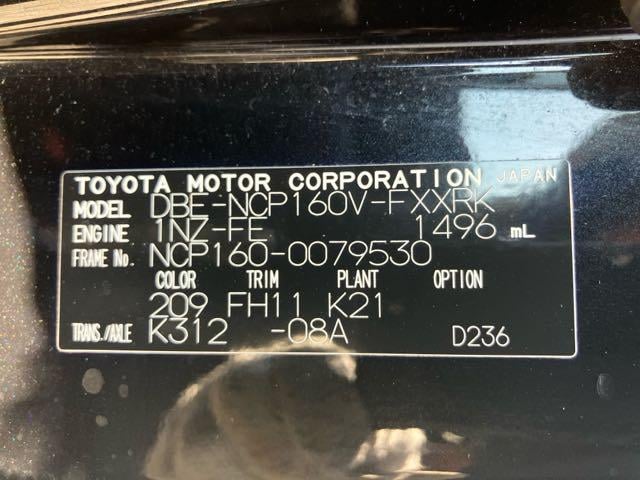 TOYOTA MOTOR CORPORATION JAPAN
MODEL DBE-NCP160V-FXXRK
ENGINE 1NZ-FE 1496 mL
FRAME No. NCP160-0079530
COLOR TRIM PLANT OPTION
209 FH11 K21
TRANS./AXLE K312 -08A D236